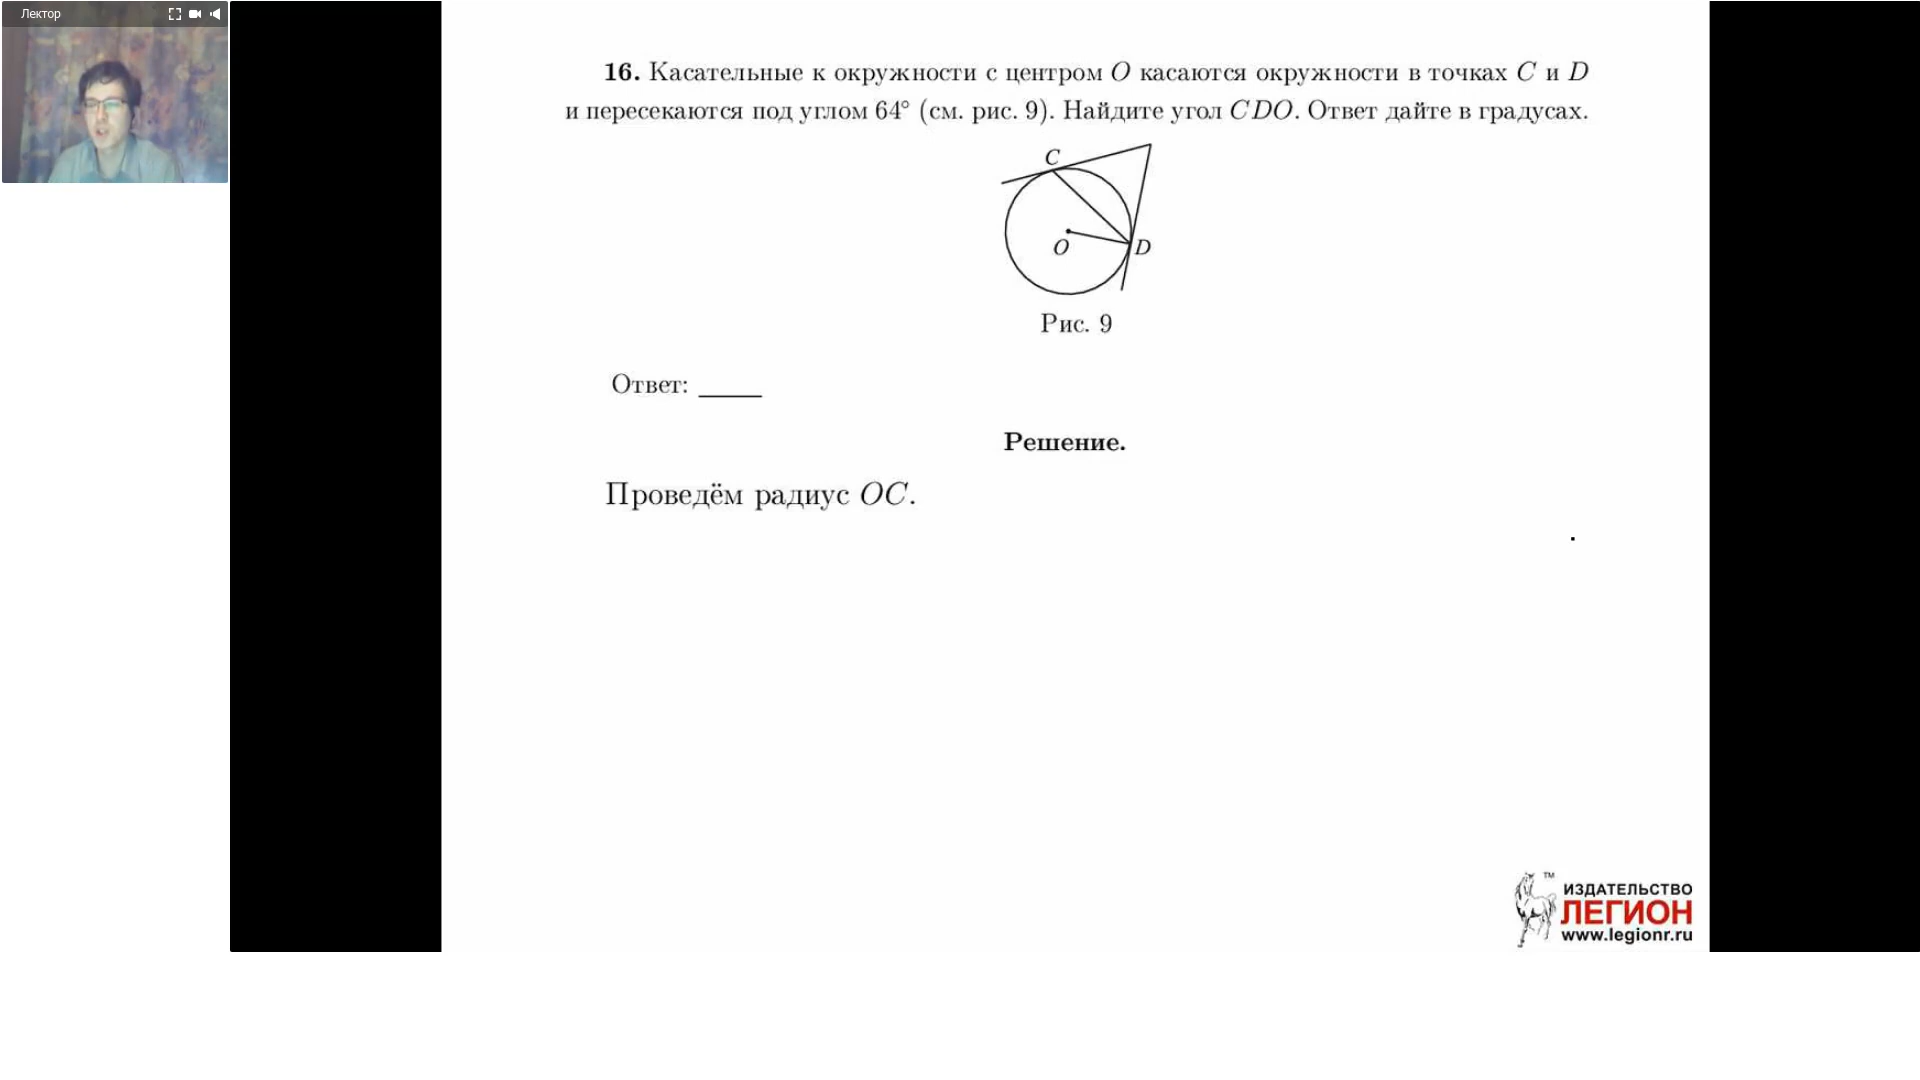 Лектор
16. Касательные к окружности с центром O касаются окружности в точках C и D
и пересекаются под углом 64° (см. рис. 9). Найдите угол CDO. Ответ дайте в градусах.
C
O
D
Рис. 9
Ответ: _____
Решение.
Проведём радиус OC.
.
TM
ИЗДАТЕЛЬСТВО
ЛЕГИОН
www.legionr.ru